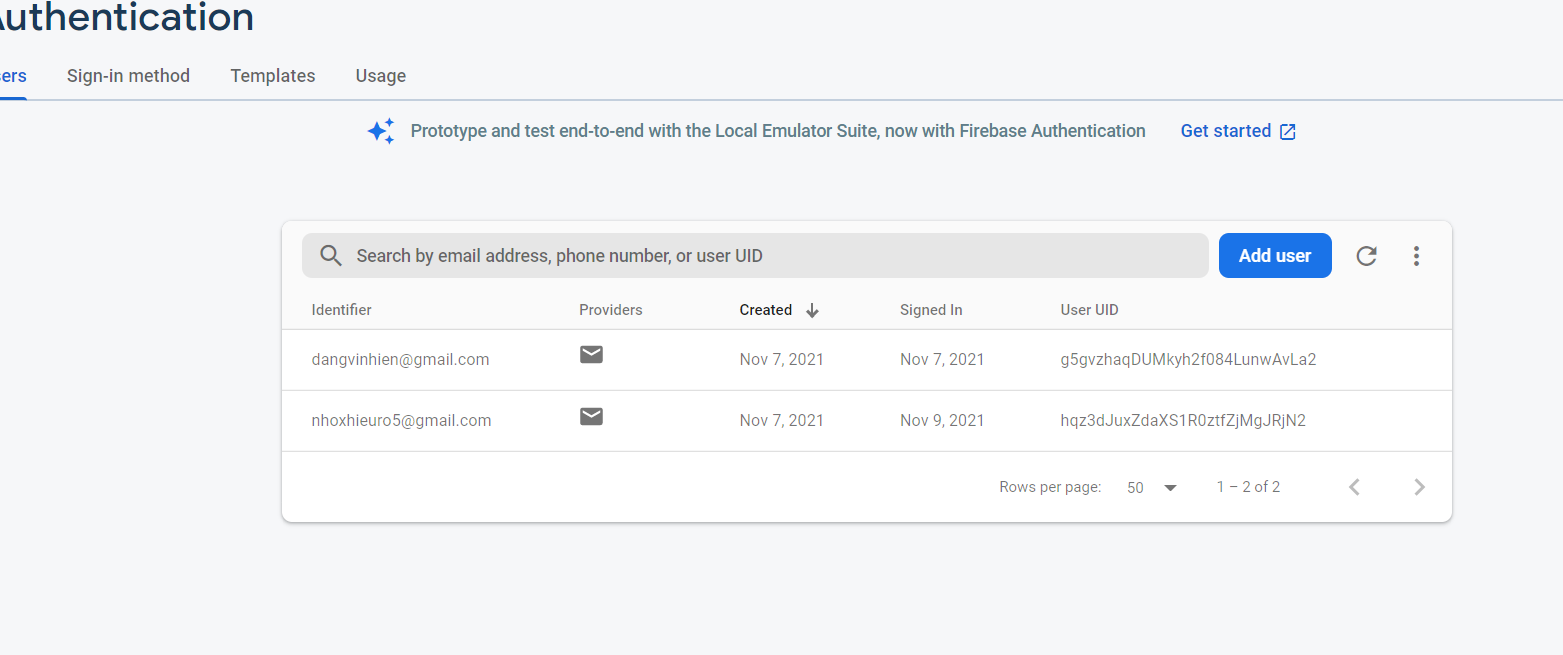 Authentication
sers Sign-in method Templates Usage
Prototype and test end-to-end with the Local Emulator Suite, now with Firebase Authentication Get started
Search by email address, phone number, or user UID Add user
Identifier Providers Created Signed In User UID
dangvinhien@gmail.com Nov 7, 2021 Nov 7, 2021 g5gvzhaqDUMkyh2f084LunwAvLa2
nhoxhieuro5@gmail.com Nov 7, 2021 Nov 9, 2021 hqz3dJuxZdaXS1R0ztfZjMgJRjN2
Rows per page: 50 1 – 2 of 2